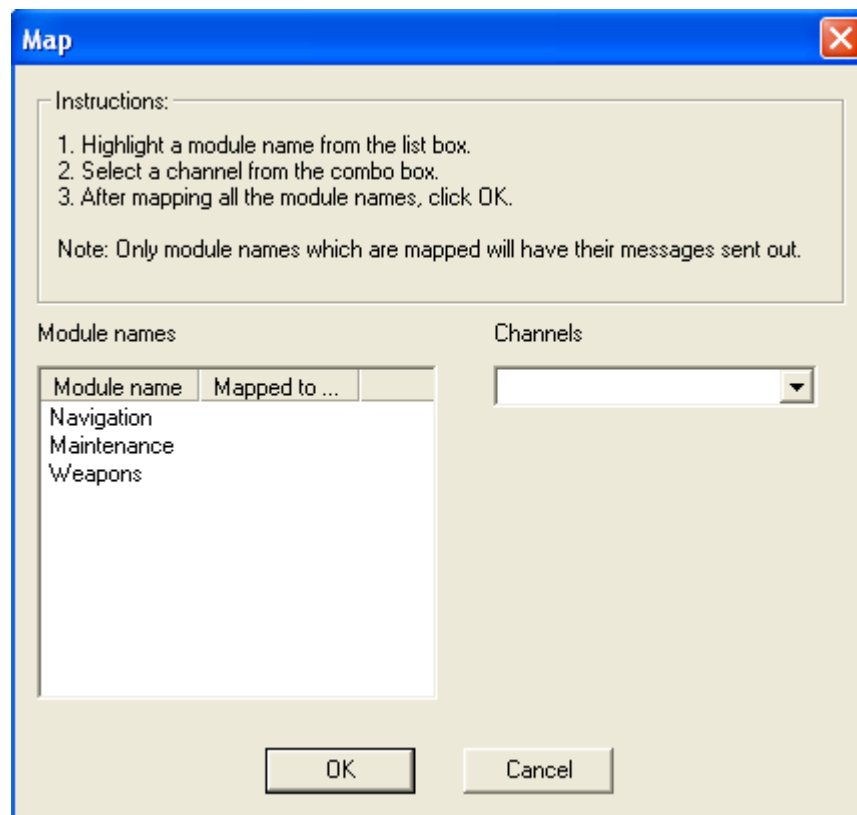 Map
Instructions:
1. Highlight a module name from the list box.
2. Select a channel from the combo box.
3. After mapping all the module names, click OK.
Note: Only module names which are mapped will have their messages sent out.
Module names
Channels
Module name
Mapped to ...
Navigation
Maintenance
Weapons
OK
Cancel